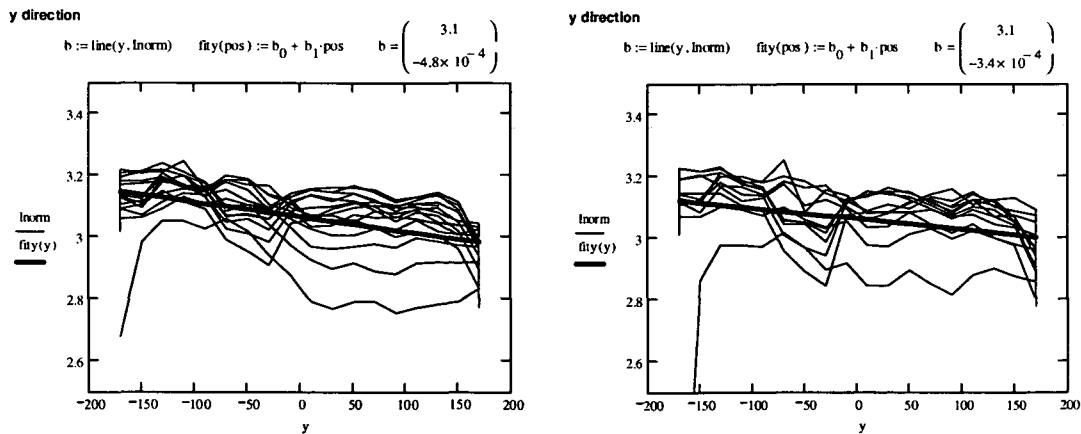 y direction
b := line(y, Inorm) fity(pos) := b0 + b1·pos b = ( 3.1 −4.8× 10−4 )
3.4
3.2
3
2.8
2.6
Inorm
fity(y)
−200 −150 −100 −50 0 50 100 150 200
y
y direction
b := line(y, Inorm) fity(pos) := b0 + b1·pos b = ( 3.1 −3.4× 10−4 )
3.4
3.2
3
2.8
2.6
Inorm
fity(y)
−200 −150 −100 −50 0 50 100 150 200
y